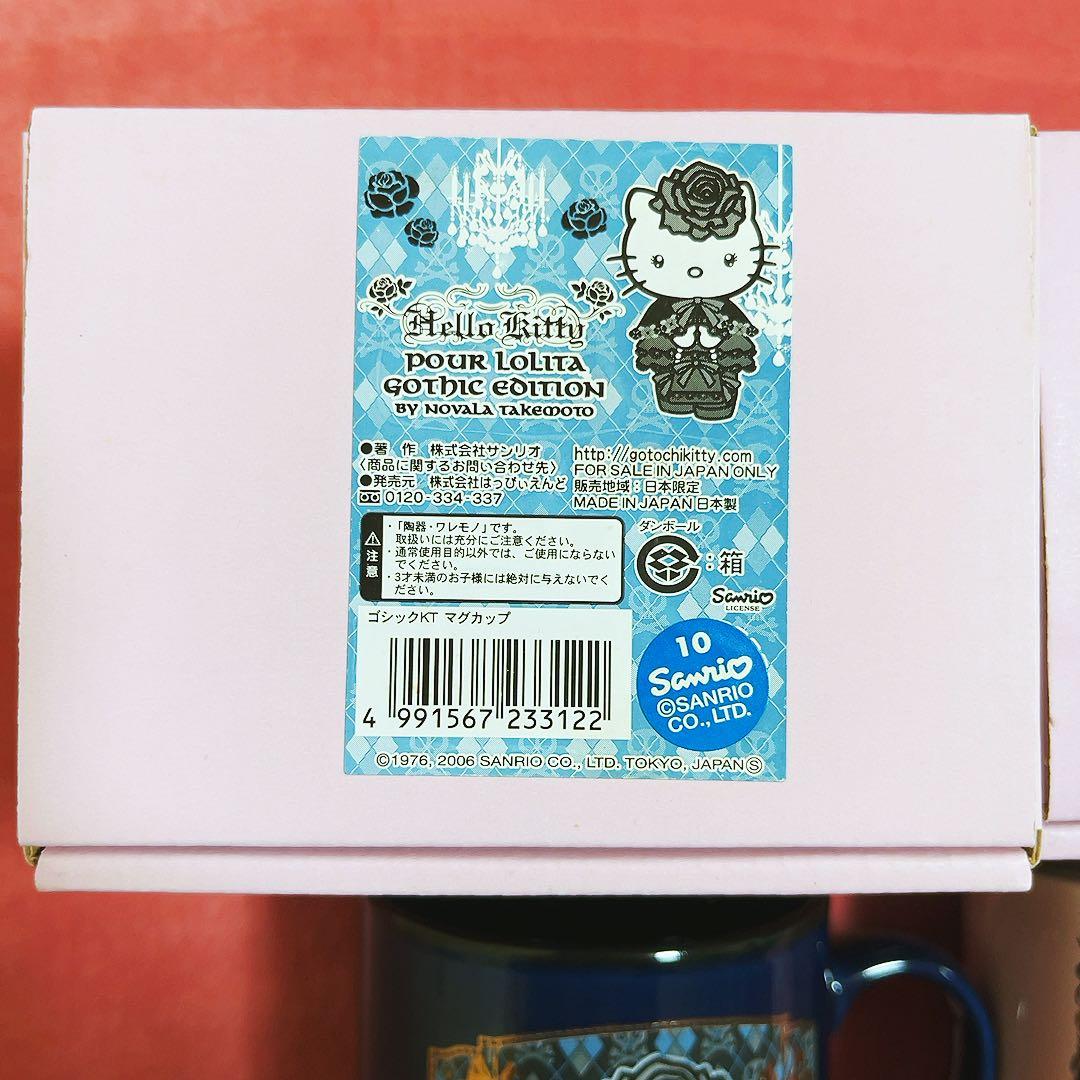 Hello Kitty
POUR LOLITA
GOTHIC EDITION
BY NOVALA TAKEMOTO
●著 作 株式会社サンリオ
〈商品に関するお問い合わせ先〉
●発売元 株式会社はっぴぃえんど
0120-334-337
http://gotochikitty.com
FOR SALE IN JAPAN ONLY
販売地域:日本限定
MADE IN JAPAN 日本製
注意
・「陶器・ワレモノ」です。
取扱いには充分にご注意ください。
・通常使用目的以外では、ご使用にならない
でください。
・3才未満のお子様には絶対に与えないでく
ださい。
ダンボール
:箱
Sanrio
LICENSE
ゴシックKT マグカップ
4 991567 233122
10
Sanrio
©SANRIO
CO.,LTD.
©1976, 2006 SANRIO CO., LTD. TOKYO, JAPAN Ⓢ